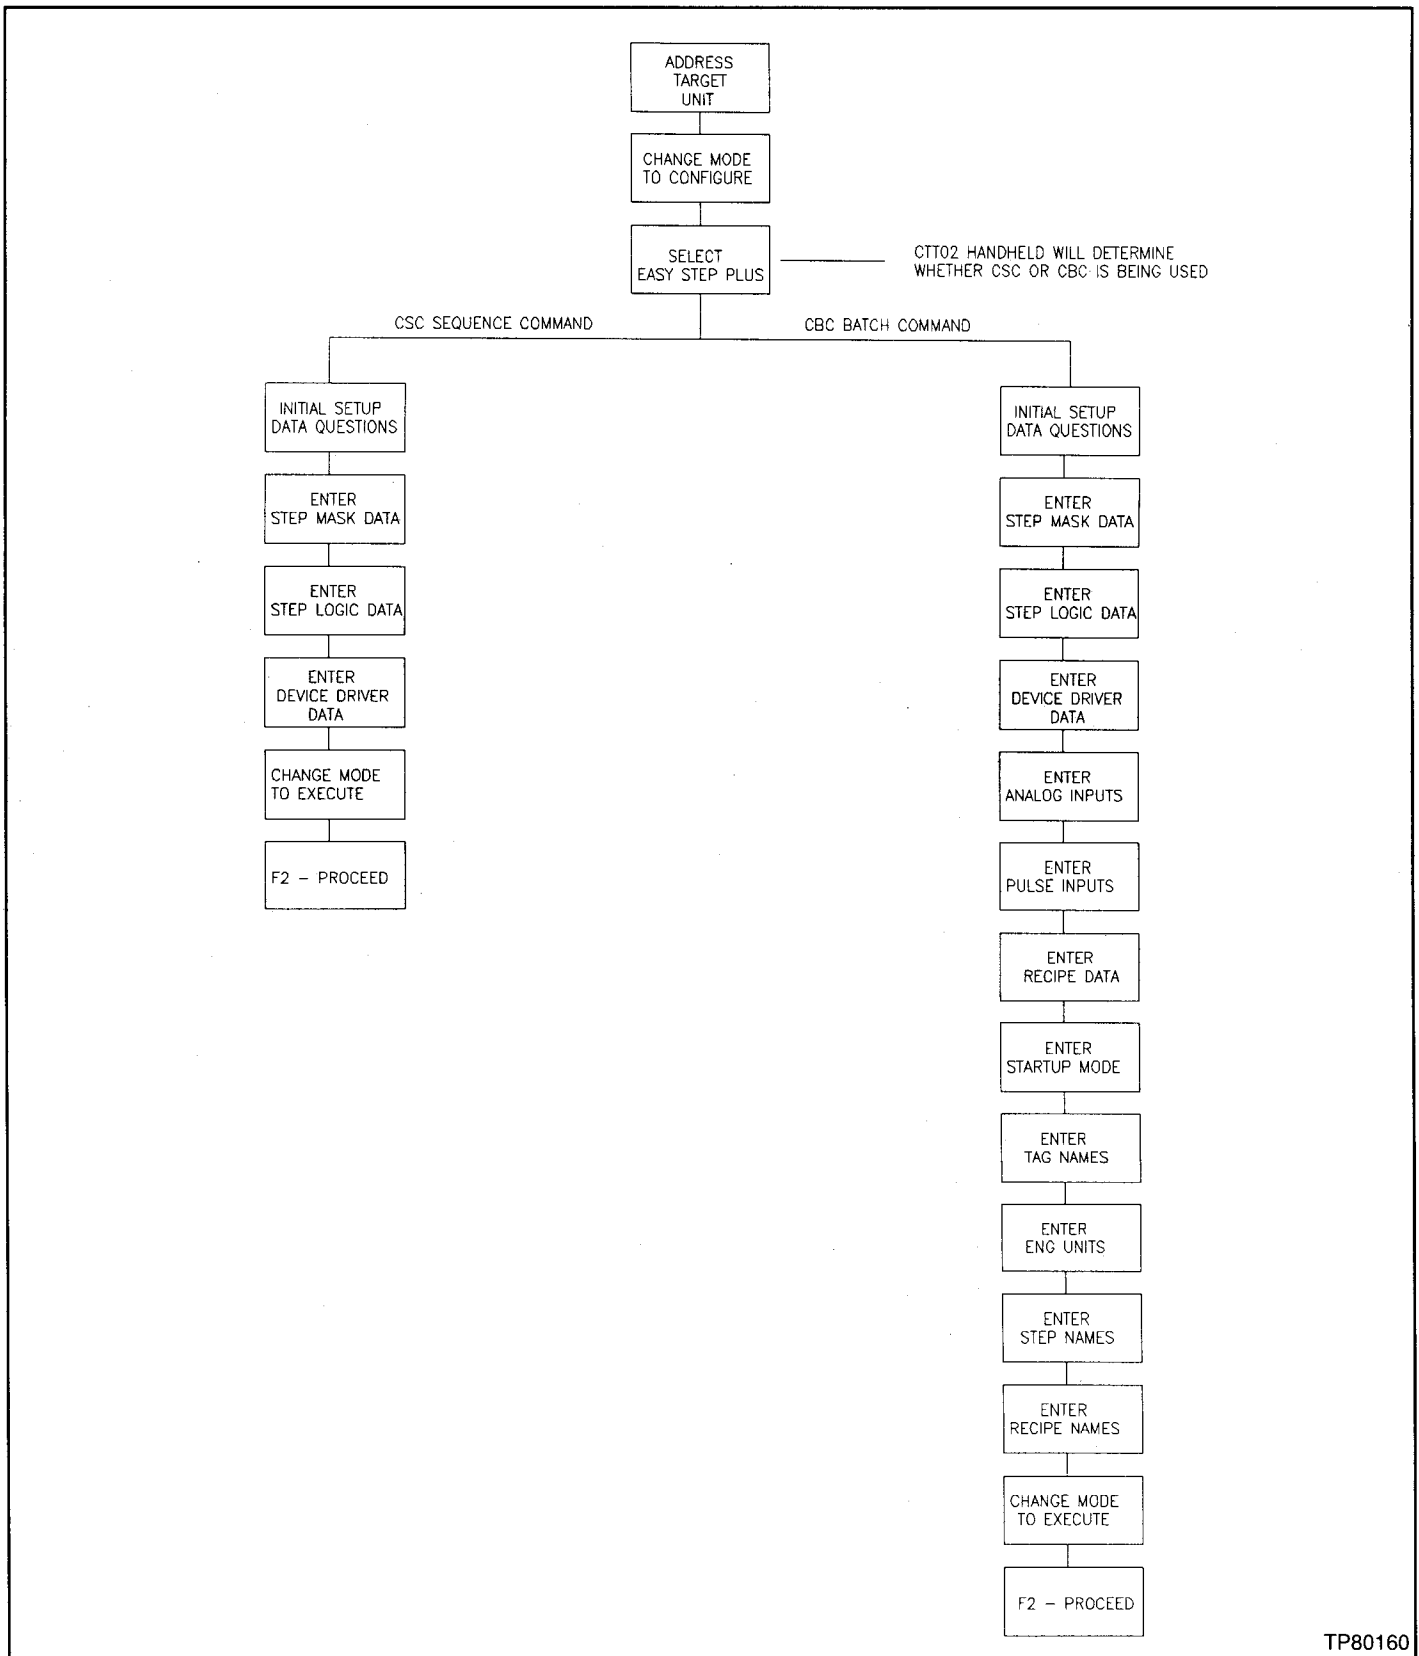 ADDRESS
TARGET
UNIT
CHANGE MODE
TO CONFIGURE
SELECT
EASY STEP PLUS
CTT02 HANDHELD WILL DETERMINE
WHETHER CSC OR CBC IS BEING USED
CSC SEQUENCE COMMAND
CBC BATCH COMMAND
INITIAL SETUP
DATA QUESTIONS
ENTER
STEP MASK DATA
ENTER
STEP LOGIC DATA
ENTER
DEVICE DRIVER
DATA
CHANGE MODE
TO EXECUTE
F2 – PROCEED
INITIAL SETUP
DATA QUESTIONS
ENTER
STEP MASK DATA
ENTER
STEP LOGIC DATA
ENTER
DEVICE DRIVER
DATA
ENTER
ANALOG INPUTS
ENTER
PULSE INPUTS
ENTER
RECIPE DATA
ENTER
STARTUP MODE
ENTER
TAG NAMES
ENTER
ENG UNITS
ENTER
STEP NAMES
ENTER
RECIPE NAMES
CHANGE MODE
TO EXECUTE
F2 – PROCEED
TP80160